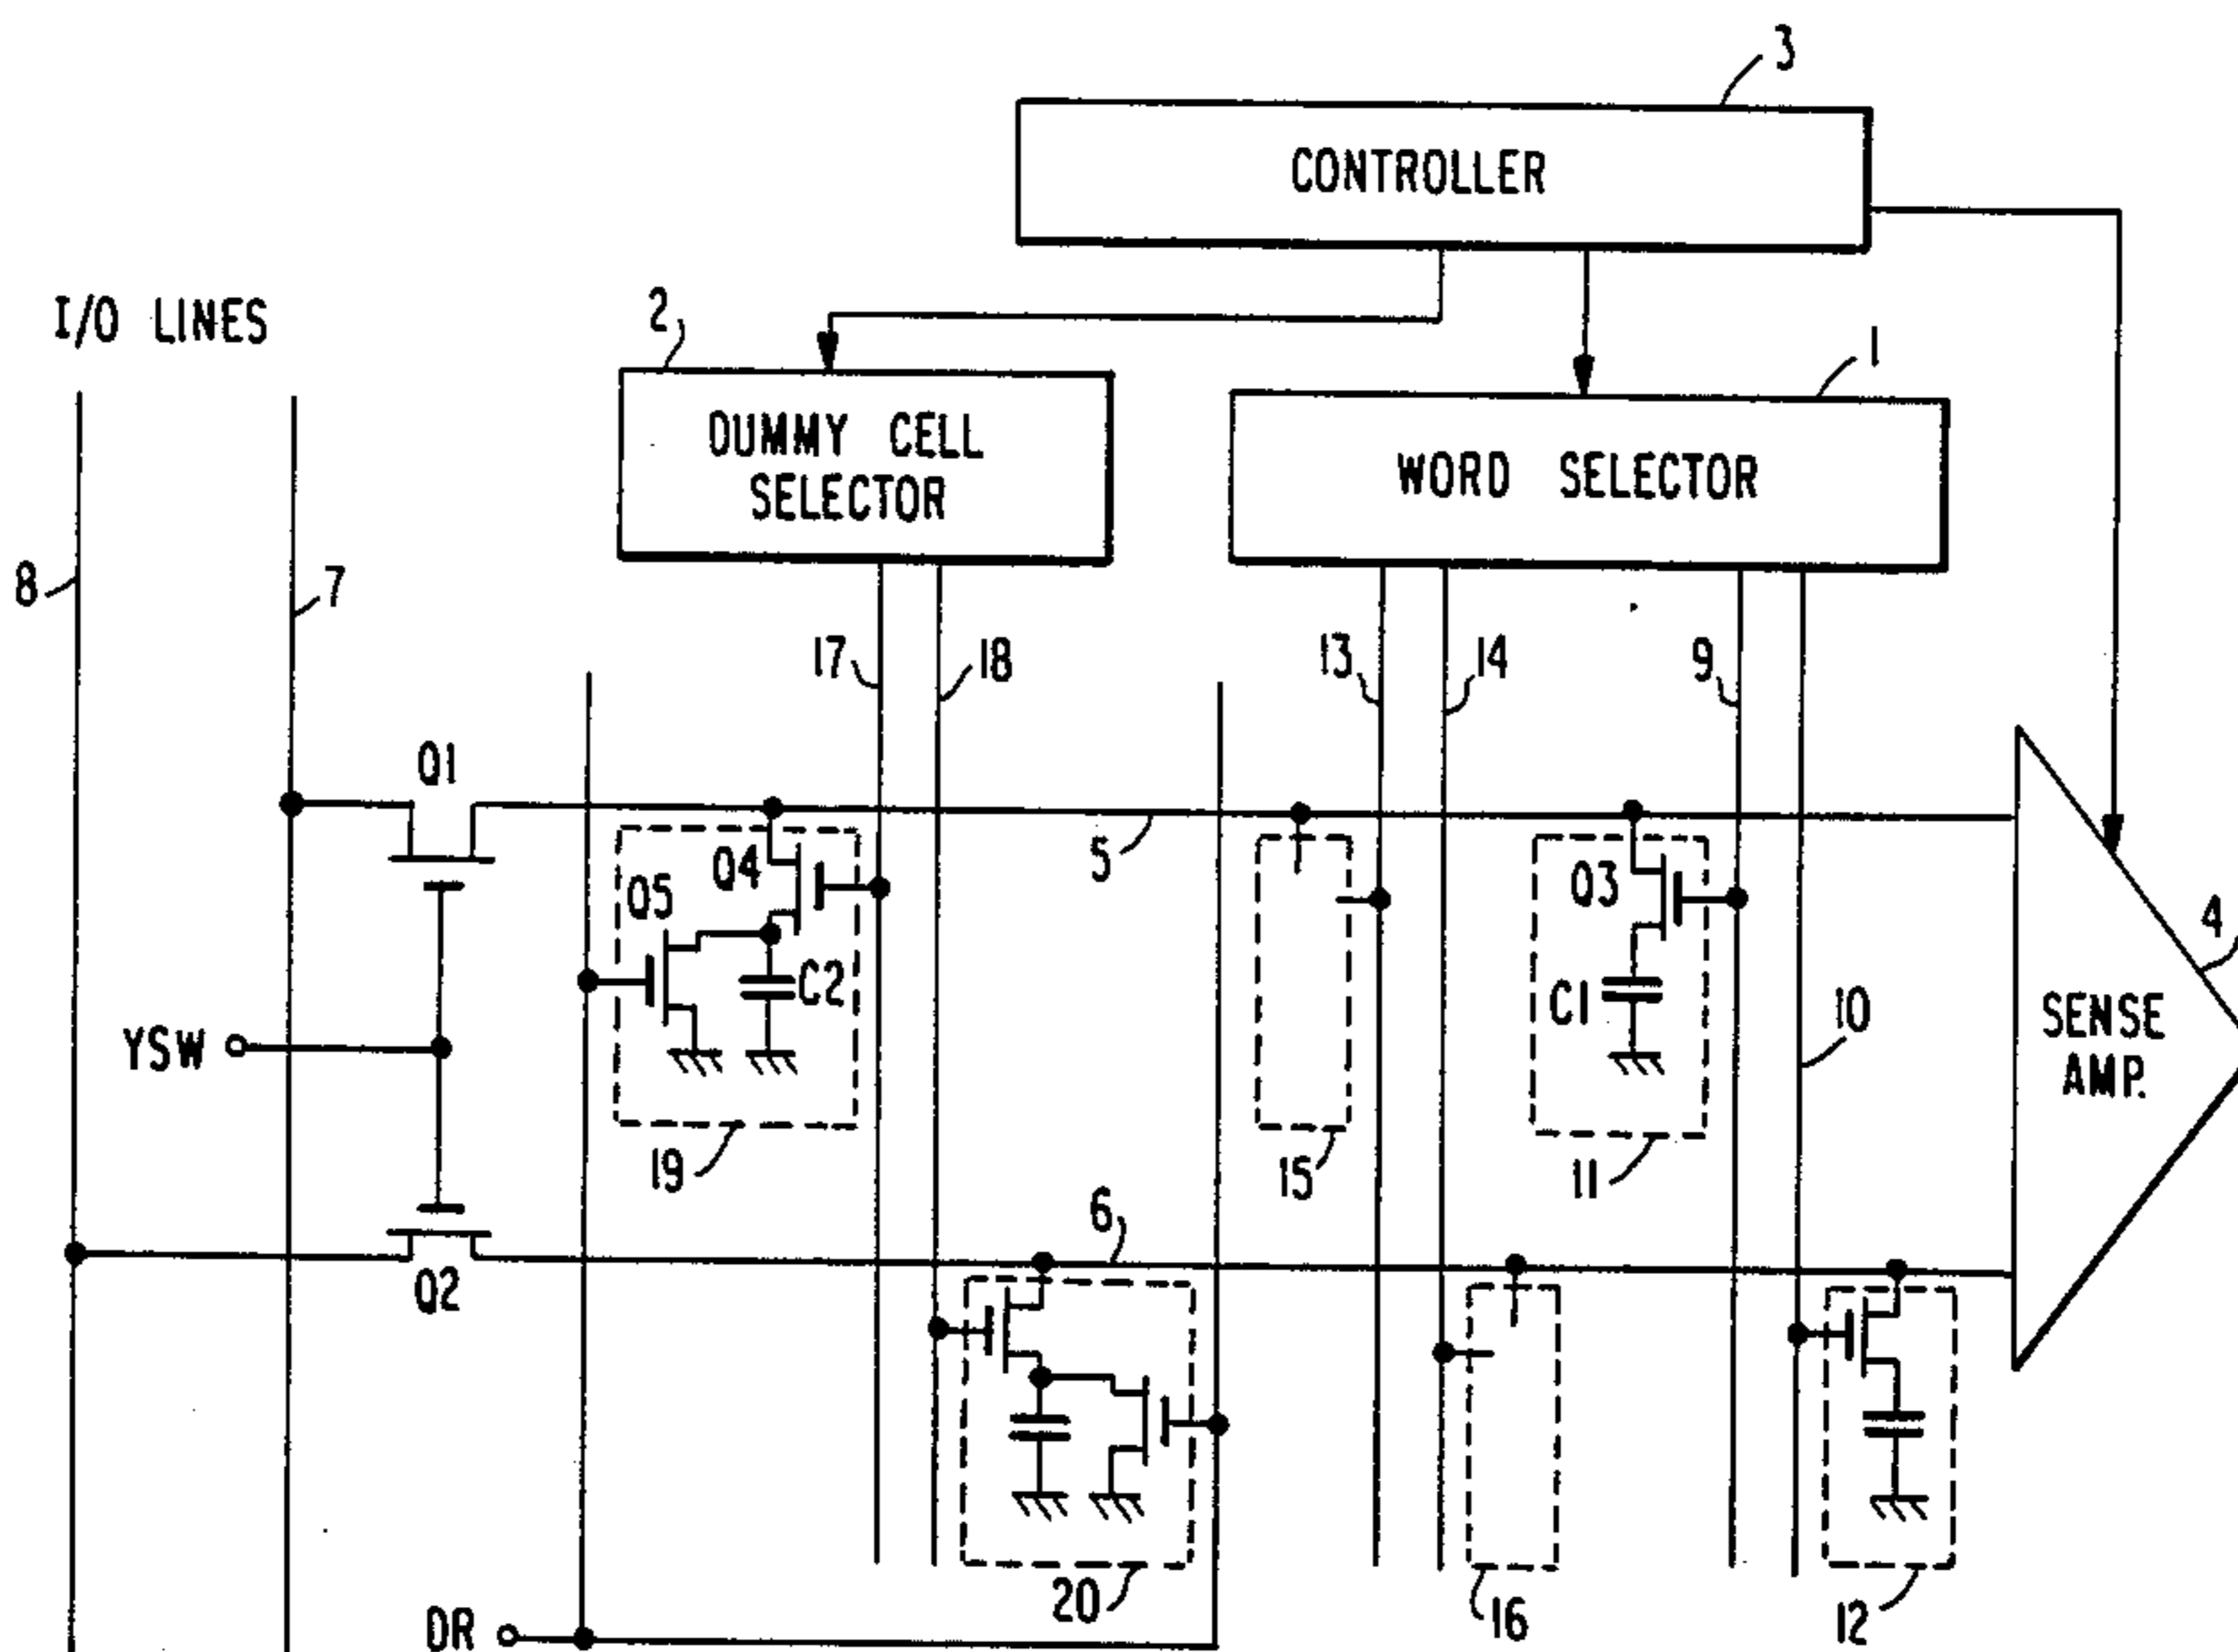 3
CONTROLLER
I/O LINES
2
1
DUMMY CELL
SELECTOR
WORD SELECTOR
8
7
17
18
13
14
9
Q1
5
Q4
Q5
C2
Q3
C1
10
4
SENSE
AMP.
YSW
19
15
11
6
Q2
20
16
12
DR